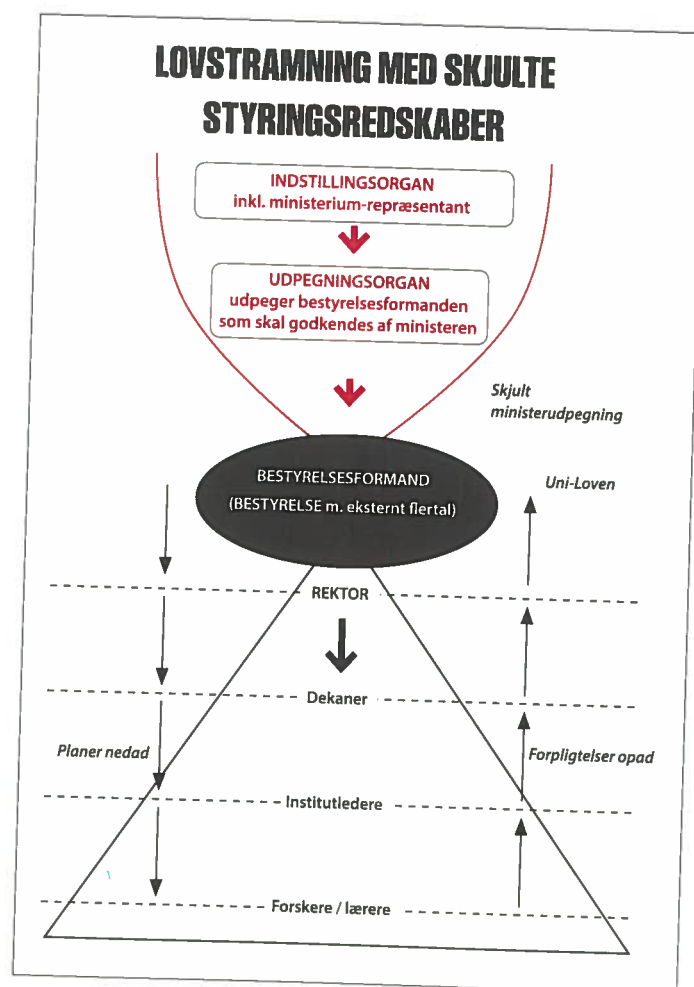 LOVSTRAMNING MED SKJULTE
STYRINGSREDSKABER
INDSTILLINGSORGAN
inkl. ministerium-repræsentant
UDPEGNINGSORGAN
udpeger bestyrelsesformanden
som skal godkendes af ministeren
Skjult
ministerudpegning
BESTYRELSESFORMAND
(BESTYRELSE m. eksternt flertal)
Uni-Loven
REKTOR
Dekaner
Planer nedad
Forpligtelser opad
Institutledere
Forskere / lærere